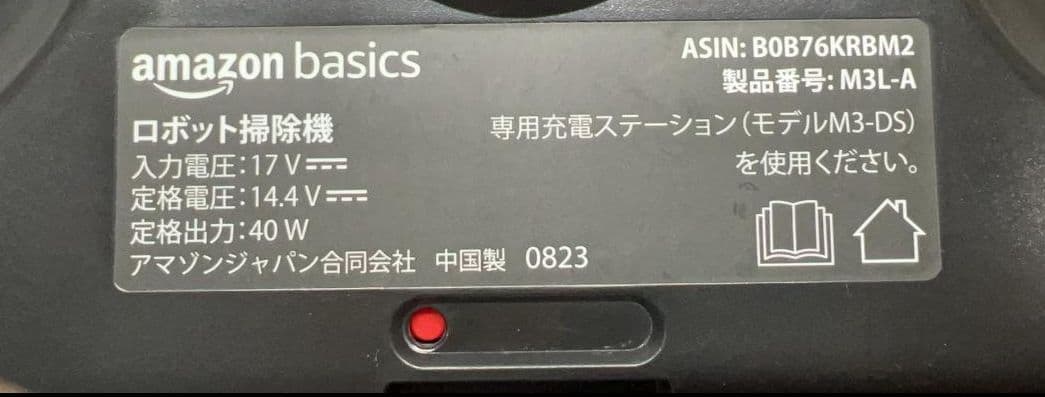 amazon basics
ASIN: B0B76KRBM2
製品番号: M3L-A
ロボット掃除機
専用充電ステーション(モデルM3-DS)
を使用ください。
入力電圧:17 V
定格電圧:14.4 V
定格出力:40 W
アマゾンジャパン合同会社 中国製 0823